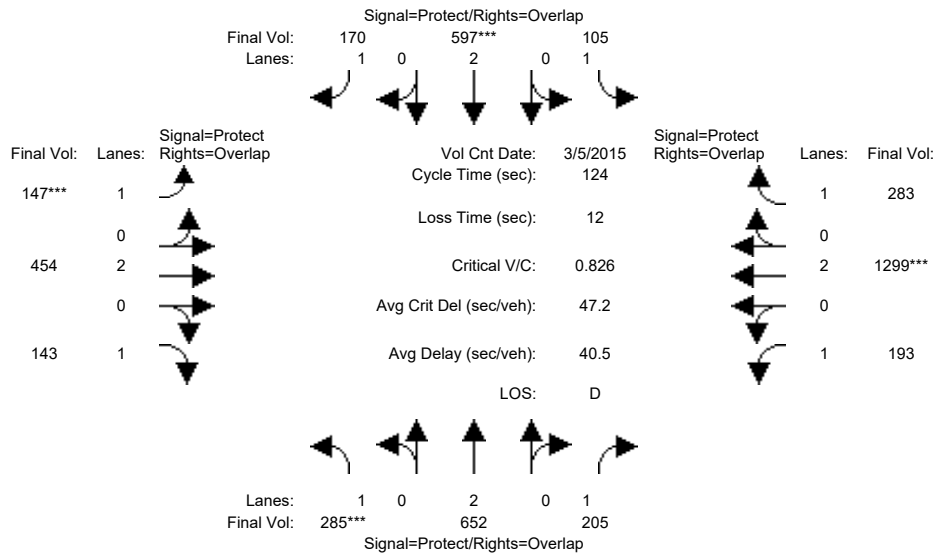 Signal=Protect/Rights=Overlap
Final Vol: 170 597*** 105
Lanes: 1 0 2 0 1
Signal=Protect Signal=Protect
Final Vol: Lanes: Rights=Overlap Vol Cnt Date: 3/5/2015 Rights=Overlap Lanes: Final Vol:
Cycle Time (sec): 124
147*** 1 1 283
Loss Time (sec): 12
0 0
454 2 Critical V/C: 0.826 2 1299***
0 Avg Crit Del (sec/veh): 47.2 0
143 1 Avg Delay (sec/veh): 40.5 1 193
LOS: D
Lanes: 1 0 2 0 1
Final Vol: 285*** 652 205
Signal=Protect/Rights=Overlap